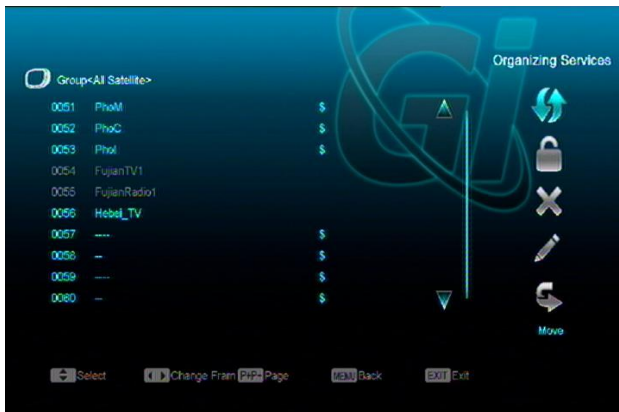 Organizing Services
Group<All Satellite>
0051 PhoM $
0052 PhoC $
0053 Phol $
0054 FujianTV1
0055 FujianRadio1
0056 Hebei_TV
0057 ---- $
0058 -- $
0059 ---- $
0060 -- $
Move
Select Change Fram P+P+ Page MENU Back EXIT Exit